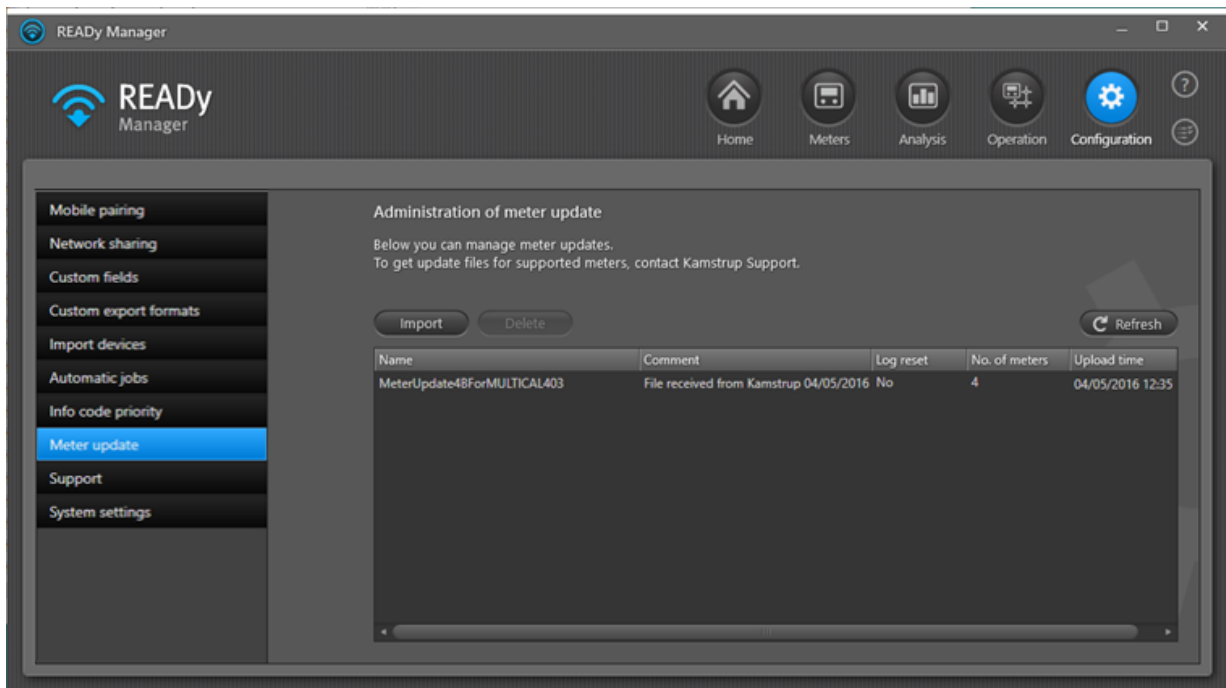 READy Manager
READy
Manager
Home
Meters
Analysis
Operation
Configuration
?
Mobile pairing
Network sharing
Custom fields
Custom export formats
Import devices
Automatic jobs
Info code priority
Meter update
Support
System settings
Administration of meter update
Below you can manage meter updates.
To get update files for supported meters, contact Kamstrup Support.
Import
Delete
Refresh
Name Comment Log reset No. of meters Upload time
MeterUpdate48ForMULTICAL403 File received from Kamstrup 04/05/2016 No 4 04/05/2016 12:35